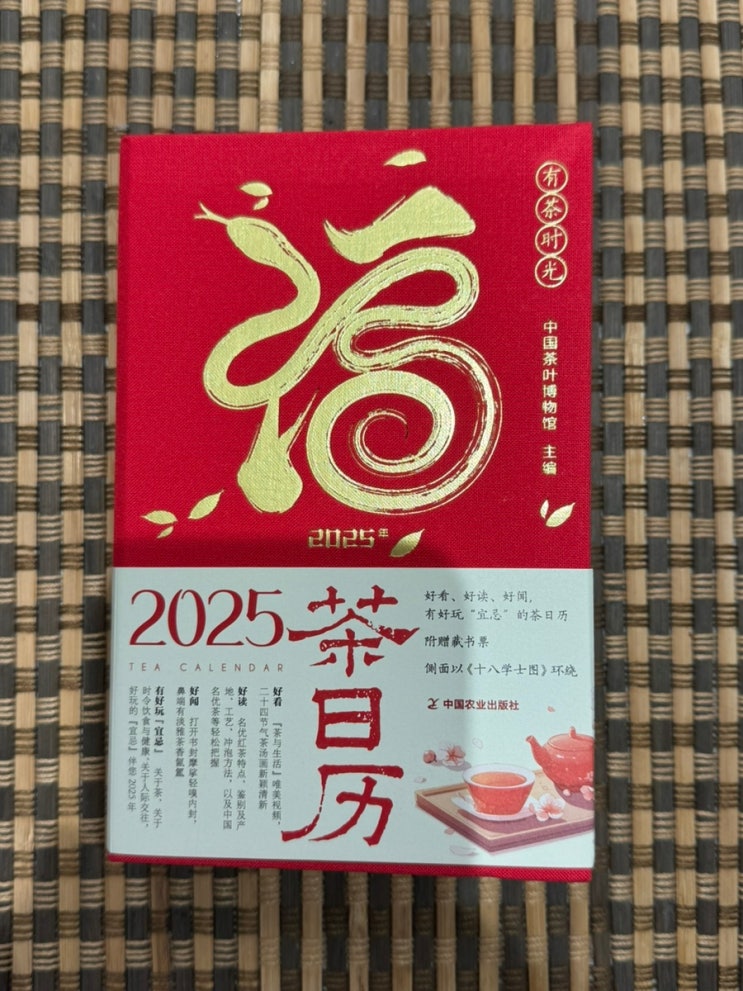 福
有茶时光
中国茶叶博物馆 主编
2025年
2025
TEA CALENDAR
茶日历
好看、好读、好闻，
有好玩“宜忌”的茶日历
附赠藏书票
侧面以《十八学士图》环绕
中国农业出版社
好看 『茶与生活』唯美视频，
二十四节气茶汤画新颖清新
好读 名优红茶特点、鉴别及产
地、工艺，冲泡方法，以及中国
名优茶等轻松把握
好闻 打开书封摩挲轻嗅内封，
鼻端有淡雅茶香氤氲
有好玩『宜忌』 关于茶、关于
时令饮食与健康、关于人际交往，
好玩的『宜忌』伴您2025年